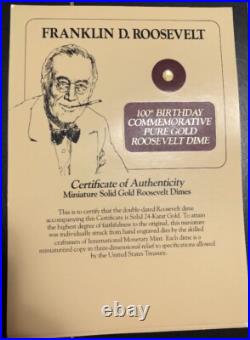 FRANKLIN D. ROOSEVELT
100th BIRTHDAY
COMMEMORATIVE
PURE GOLD
ROOSEVELT DIME
Certificate of Authenticity
Miniature Solid Gold Roosevelt Dimes
This is to certify that the double-dated Roosevelt dime
accompanying this Certificate is Solid 24-Karat Gold. To attain
the highest degree of faithfulness to the original, this miniature
was individually struck from hand engraved dies by the skilled
craftsmen of International Monetary Mint. Each dime is a
miniaturized copy in three-dimensional relief to specifications allowed
by the United States Treasury.